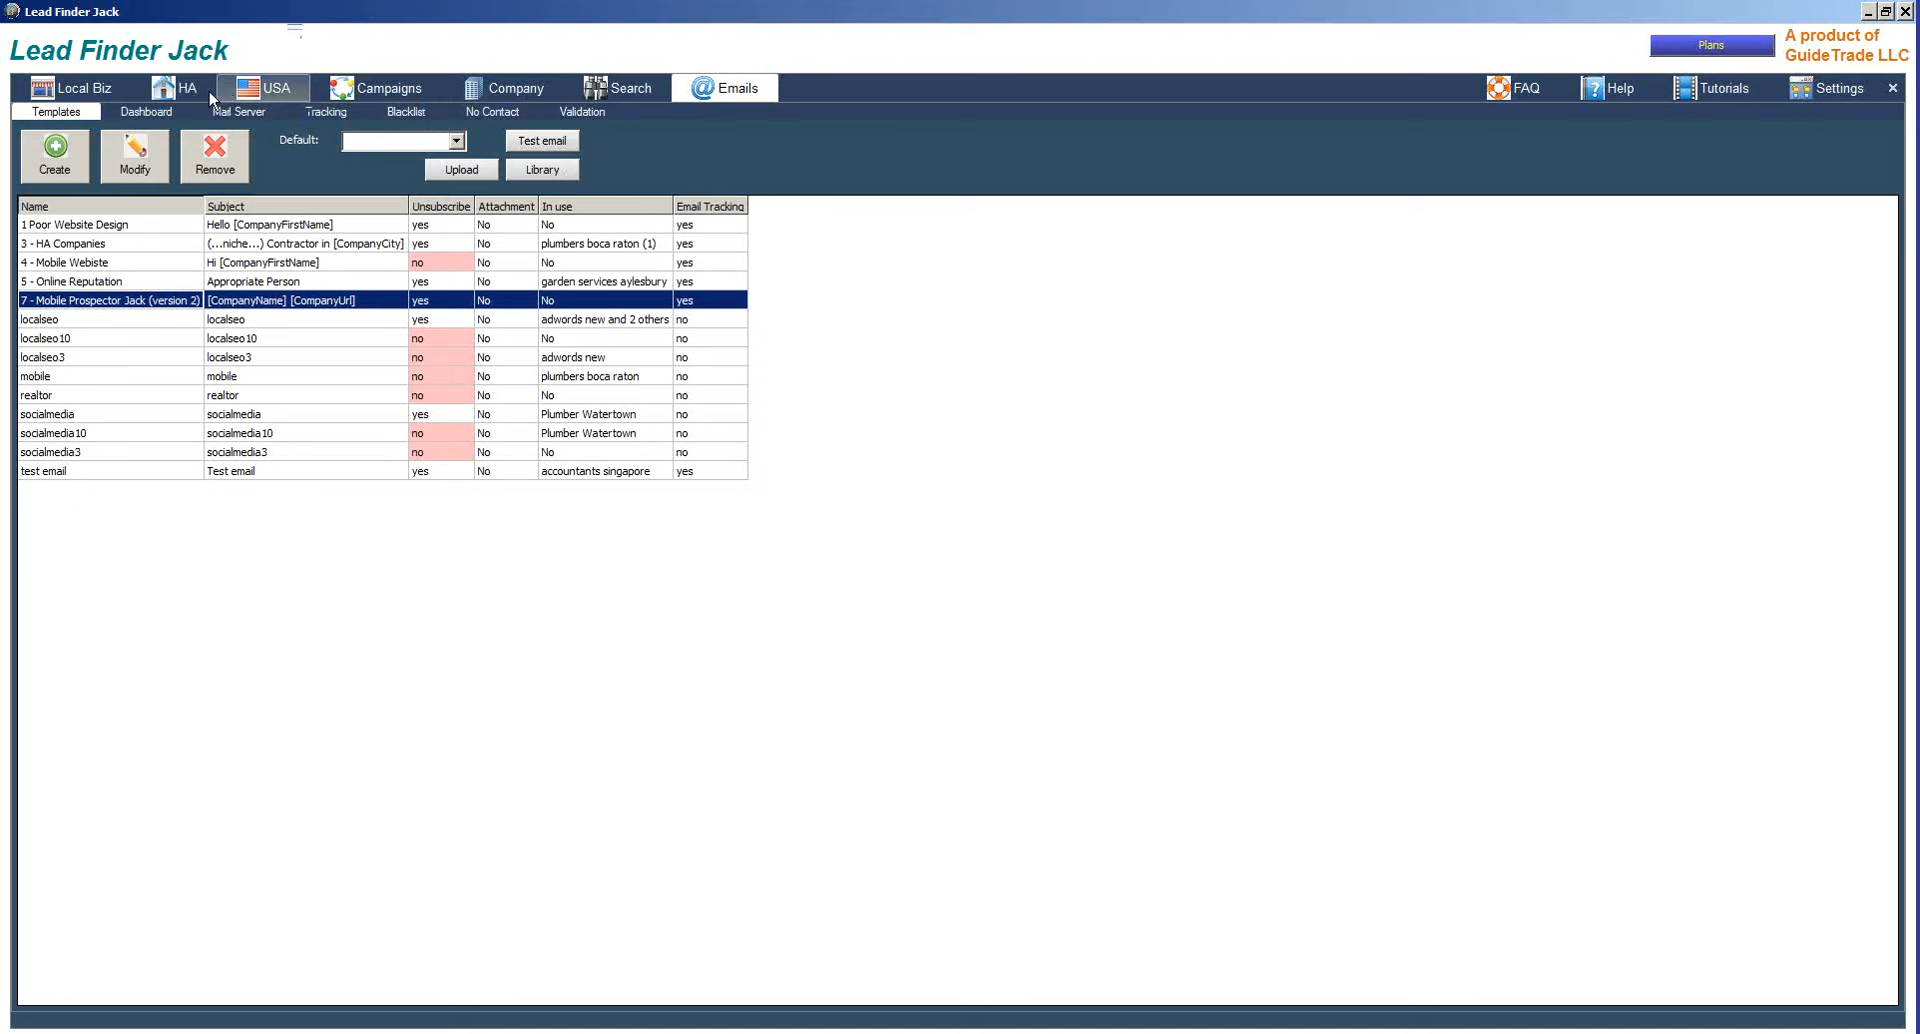 Lead Finder Jack
Lead Finder Jack
Plans
A product of
GuideTrade LLC
Local Biz HA USA Campaigns Company Search Emails FAQ Help Tutorials Settings
Templates Dashboard Mail Server Tracking Blacklist No Contact Validation
Create Modify Remove Default: Test email
Upload Library
Name Subject Unsubscribe Attachment In use Email Tracking
1 Poor Website Design Hello [CompanyFirstName] yes No No yes
3 - HA Companies (...niche...) Contractor in [CompanyCity] yes No plumbers boca raton (1) yes
4 - Mobile Webiste Hi [CompanyFirstName] no No No yes
5 - Online Reputation Appropriate Person yes No garden services aylesbury yes
7 - Mobile Prospector Jack (version 2) [CompanyName] [CompanyUrl] yes No No yes
localseo localseo yes No adwords new and 2 others no
localseo10 localseo10 no No No no
localseo3 localseo3 no No adwords new no
mobile mobile no No plumbers boca raton no
realtor realtor no No No no
socialmedia socialmedia yes No Plumber Watertown no
socialmedia10 socialmedia10 no No Plumber Watertown no
socialmedia3 socialmedia3 no No No no
test email Test email yes No accountants singapore yes